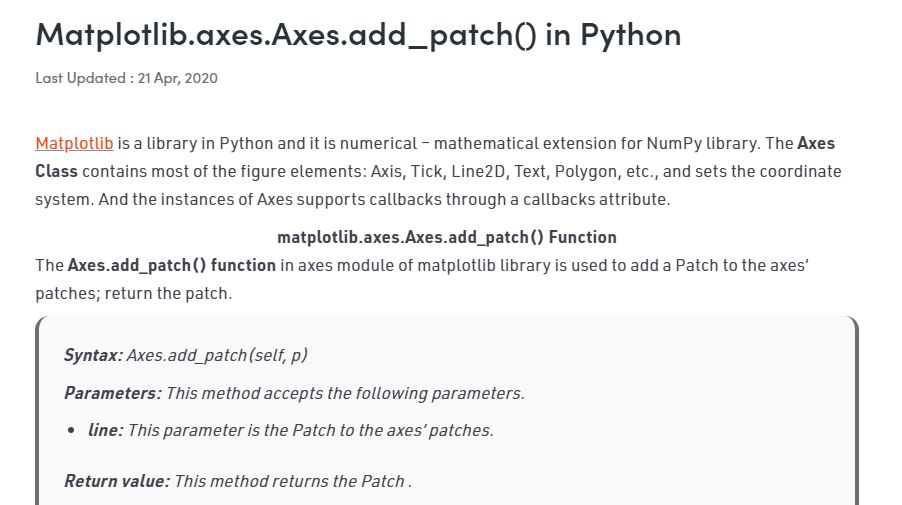 Matplotlib.axes.Axes.add_patch() in Python
Last Updated : 21 Apr, 2020
Matplotlib is a library in Python and it is numerical – mathematical extension for NumPy library. The Axes
Class contains most of the figure elements: Axis, Tick, Line2D, Text, Polygon, etc., and sets the coordinate
system. And the instances of Axes supports callbacks through a callbacks attribute.
matplotlib.axes.Axes.add_patch() Function
The Axes.add_patch() function in axes module of matplotlib library is used to add a Patch to the axes’
patches; return the patch.
Syntax: Axes.add_patch(self, p)
Parameters: This method accepts the following parameters.
• line: This parameter is the Patch to the axes’ patches.
Return value: This method returns the Patch .